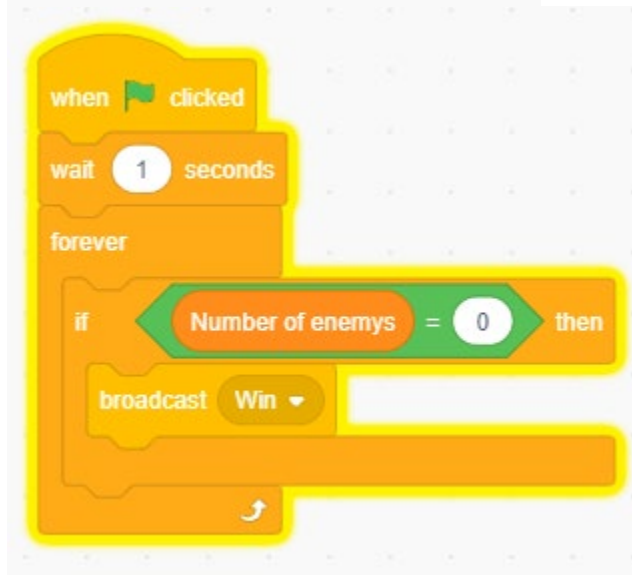 when clicked
wait 1 seconds
forever
if Number of enemys = 0 then
broadcast Win